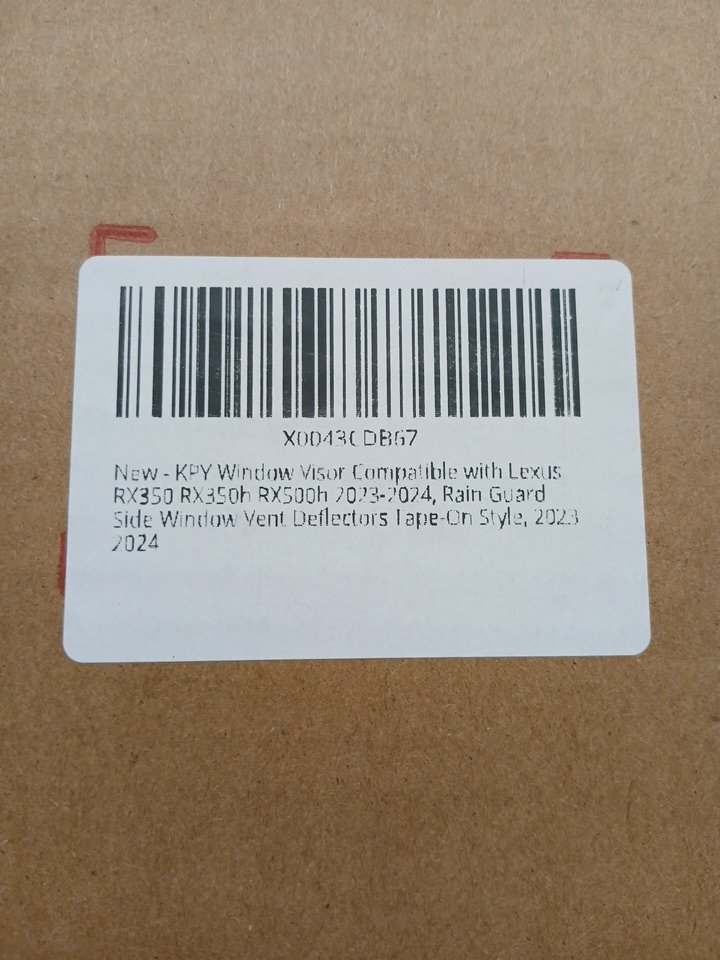 X0043CDB67
New - KPY Window Visor Compatible with Lexus
RX350 RX350h RX500h 2023-2024, Rain Guard
Side Window Vent Deflectors Tape-On Style, 2023
2024